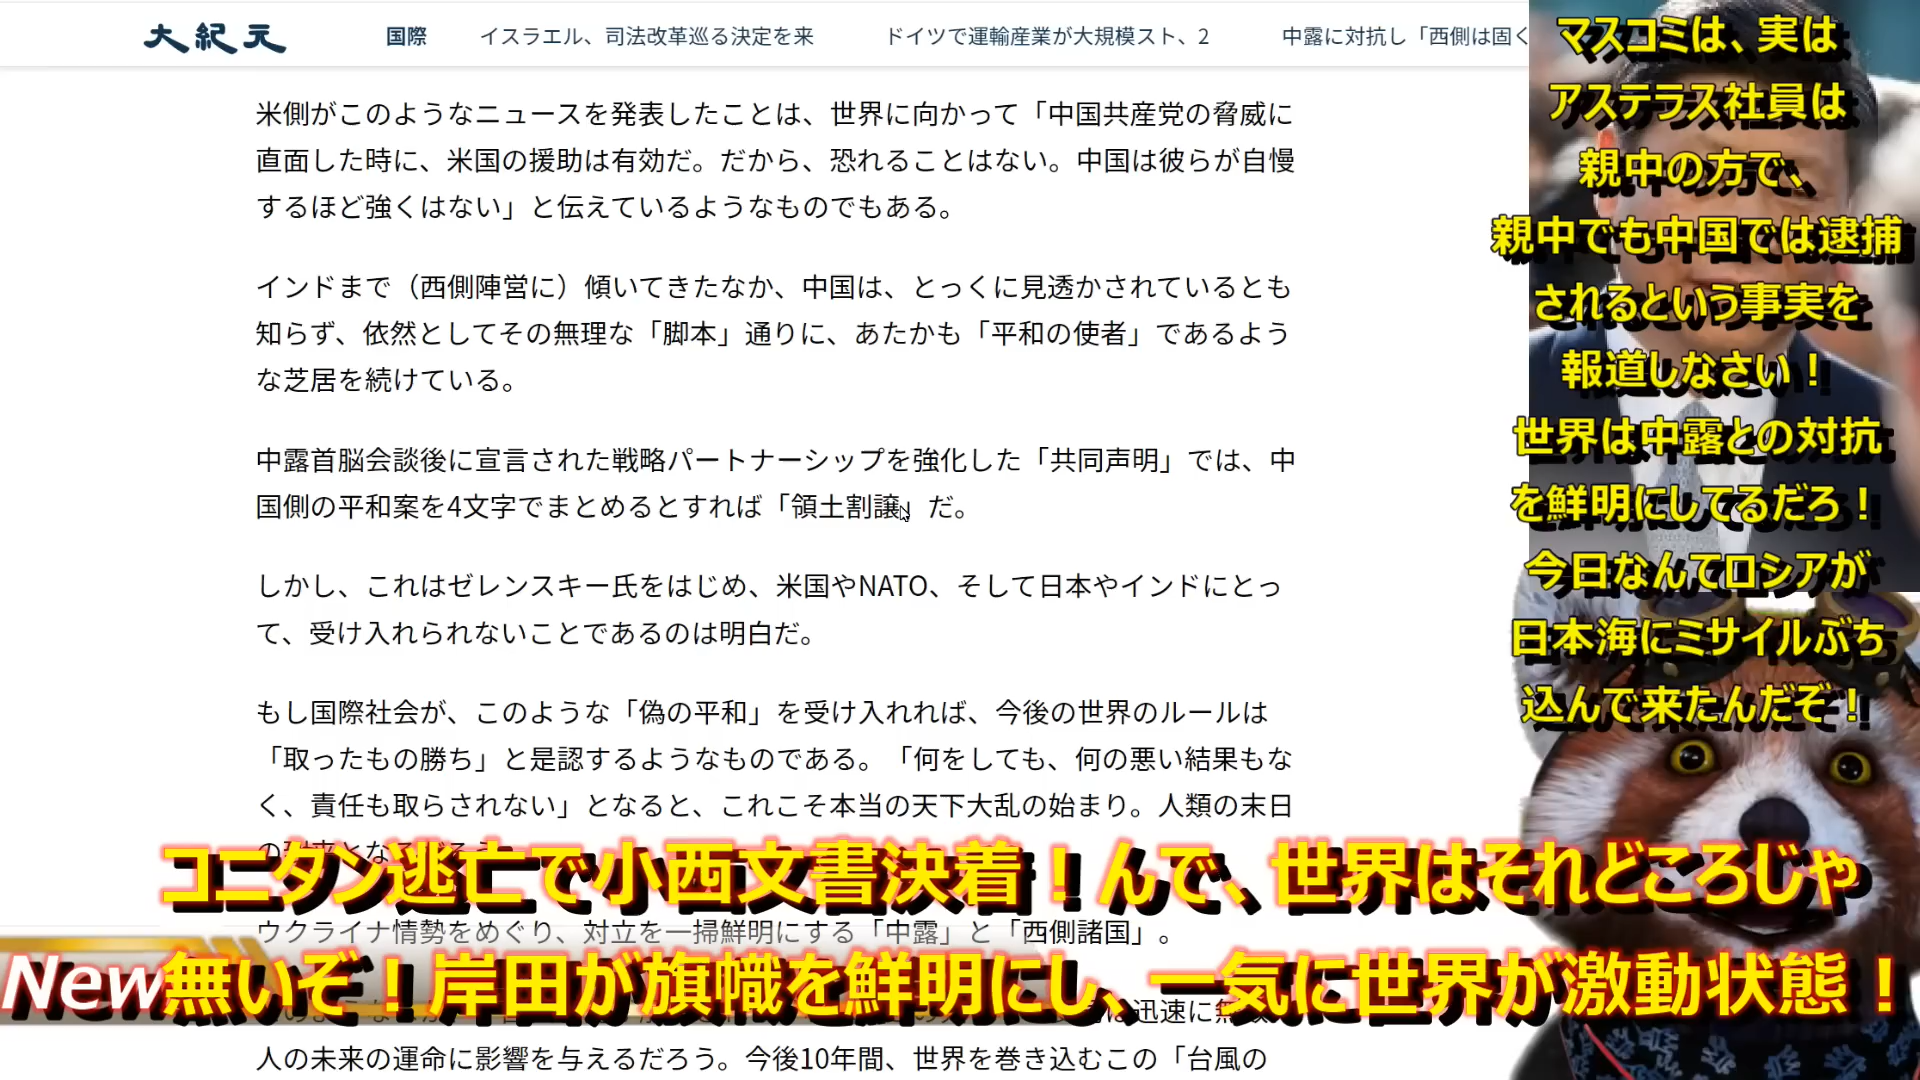 大紀元
国際 イスラエル、司法改革巡る決定を来 ドイツで運輸産業が大規模スト、2 中露に対抗し「西側は固く
米側がこのようなニュースを発表したことは、世界に向かって「中国共産党の脅威に
直面した時に、米国の援助は有効だ。だから、恐れることはない。中国は彼らが自慢
するほど強くはない」と伝えているようなものでもある。
インドまで（西側陣営に）傾いてきたなか、中国は、とっくに見透かされているとも
知らず、依然としてその無理な「脚本」通りに、あたかも「平和の使者」であるよう
な芝居を続けている。
中露首脳会談後に宣言された戦略パートナーシップを強化した「共同声明」では、中
国側の平和案を4文字でまとめるとすれば「領土割譲」だ。
しかし、これはゼレンスキー氏をはじめ、米国やNATO、そして日本やインドにとっ
て、受け入れられないことであるのは明白だ。
もし国際社会が、このような「偽の平和」を受け入れれば、今後の世界のルールは
「取ったもの勝ち」と是認するようなものである。「何をしても、何の悪い結果もな
く、責任も取らされない」となると、これこそ本当の天下大乱の始まり。人類の末日
ウクライナ情勢をめぐり、対立を一掃鮮明にする「中露」と「西側諸国」。
は迅速に無
人の未来の運命に影響を与えるだろう。今後10年間、世界を巻き込むこの「台風の
マスコミは、実は
アステラス社員は
親中の方で、
親中でも中国では逮捕
されるという事実を
報道しなさい！
世界は中露との対抗
を鮮明にしてるだろ！
今日なんてロシアが
日本海にミサイルぶち
込んで来たんだぞ！
コニタン逃亡で小西文書決着！んで、世界はそれどころじゃ
New
無いぞ！岸田が旗幟を鮮明にし、一気に世界が激動状態！